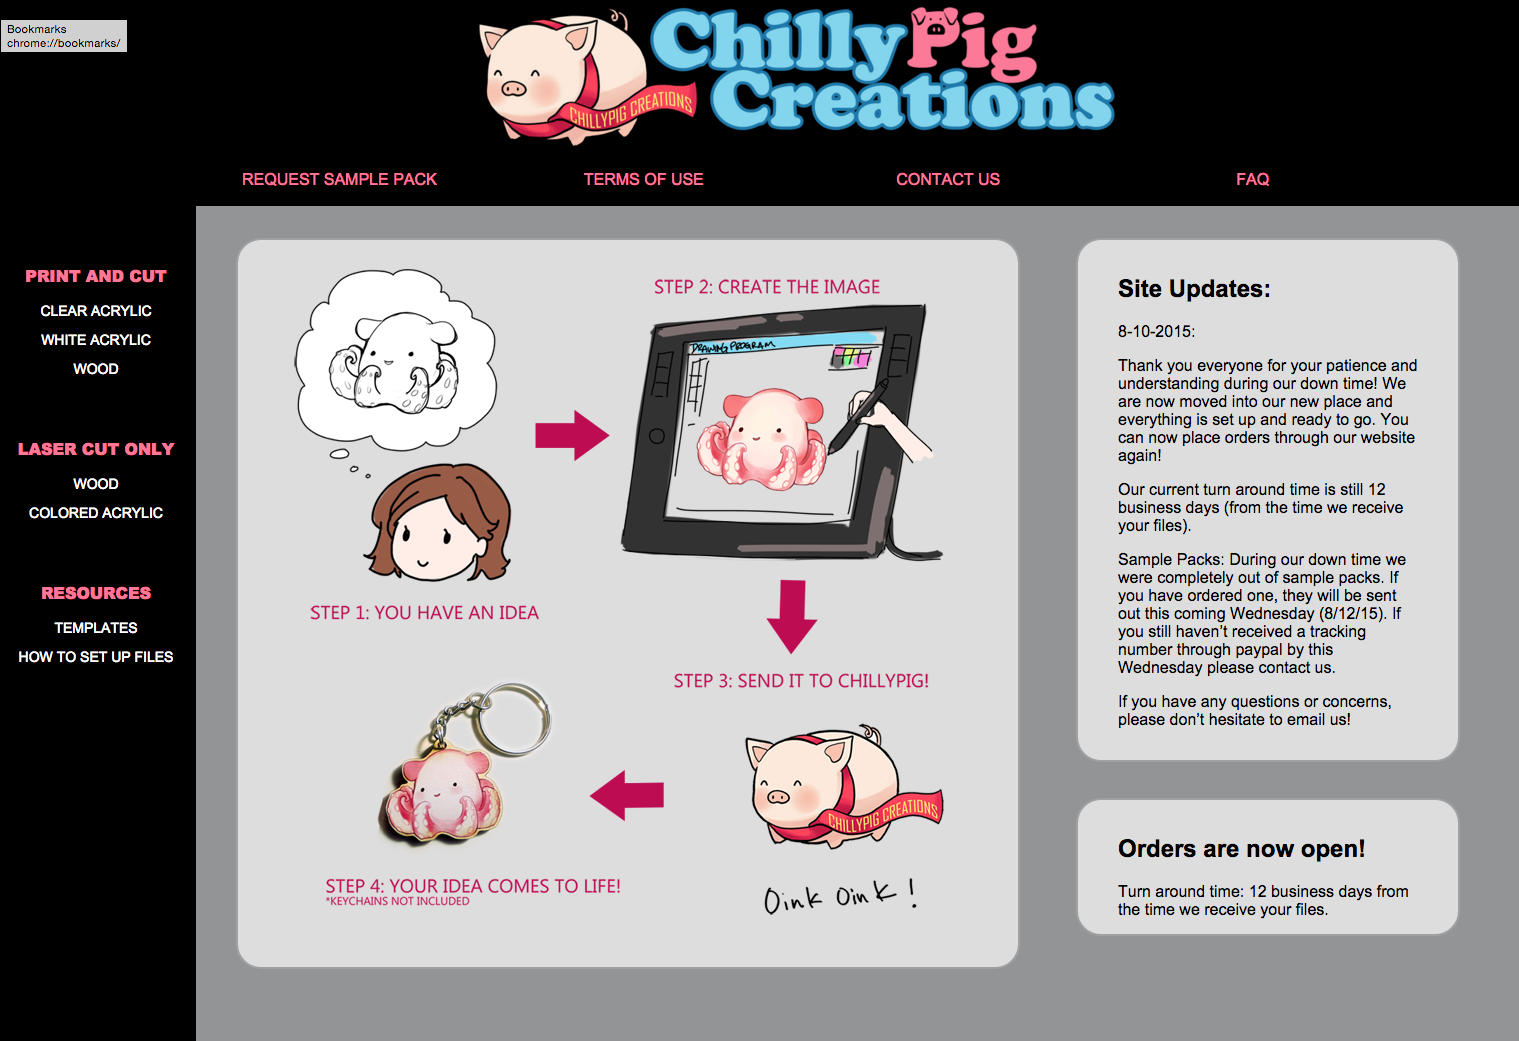 Bookmarks
chrome://bookmarks/
Chilly Pig
Creations
CHILLYPIG CREATIONS
REQUEST SAMPLE PACK
TERMS OF USE
CONTACT US
FAQ
PRINT AND CUT
CLEAR ACRYLIC
WHITE ACRYLIC
WOOD
LASER CUT ONLY
WOOD
COLORED ACRYLIC
RESOURCES
TEMPLATES
HOW TO SET UP FILES
STEP 1: YOU HAVE AN IDEA
STEP 2: CREATE THE IMAGE
DRAWING PROGRAM
STEP 3: SEND IT TO CHILLYPIG!
CHILLYPIG CREATIONS
Oink Oink!
STEP 4: YOUR IDEA COMES TO LIFE!
*KEYCHAINS NOT INCLUDED
Site Updates:
8-10-2015:
Thank you everyone for your patience and
understanding during our down time! We
are now moved into our new place and
everything is set up and ready to go. You
can now place orders through our website
again!
Our current turn around time is still 12
business days (from the time we receive
your files).
Sample Packs: During our down time we
were completely out of sample packs. If
you have ordered one, they will be sent
out this coming Wednesday (8/12/15). If
you still haven't received a tracking
number through paypal by this
Wednesday please contact us.
If you have any questions or concerns,
please don't hesitate to email us!
Orders are now open!
Turn around time: 12 business days from
the time we receive your files.